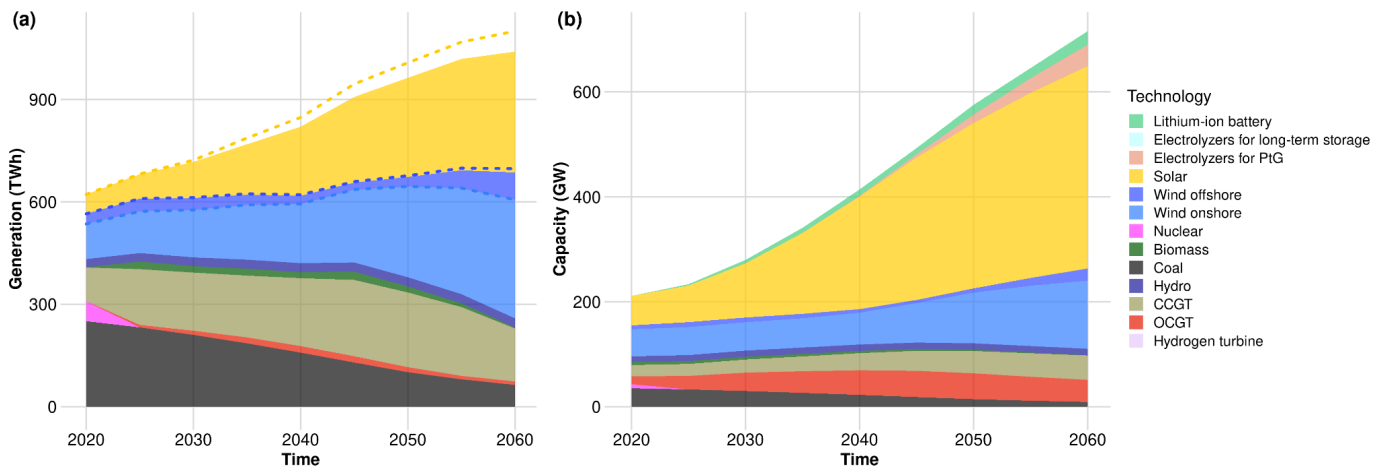 (a)
Generation (TWh)
900
600
300
0
2020
2030
2040
2050
2060
Time
(b)
Capacity (GW)
600
400
200
0
2020
2030
2040
2050
2060
Time
Technology
Lithium-ion battery
Electrolyzers for long-term storage
Electrolyzers for PtG
Solar
Wind offshore
Wind onshore
Nuclear
Biomass
Coal
Hydro
CCGT
OCGT
Hydrogen turbine